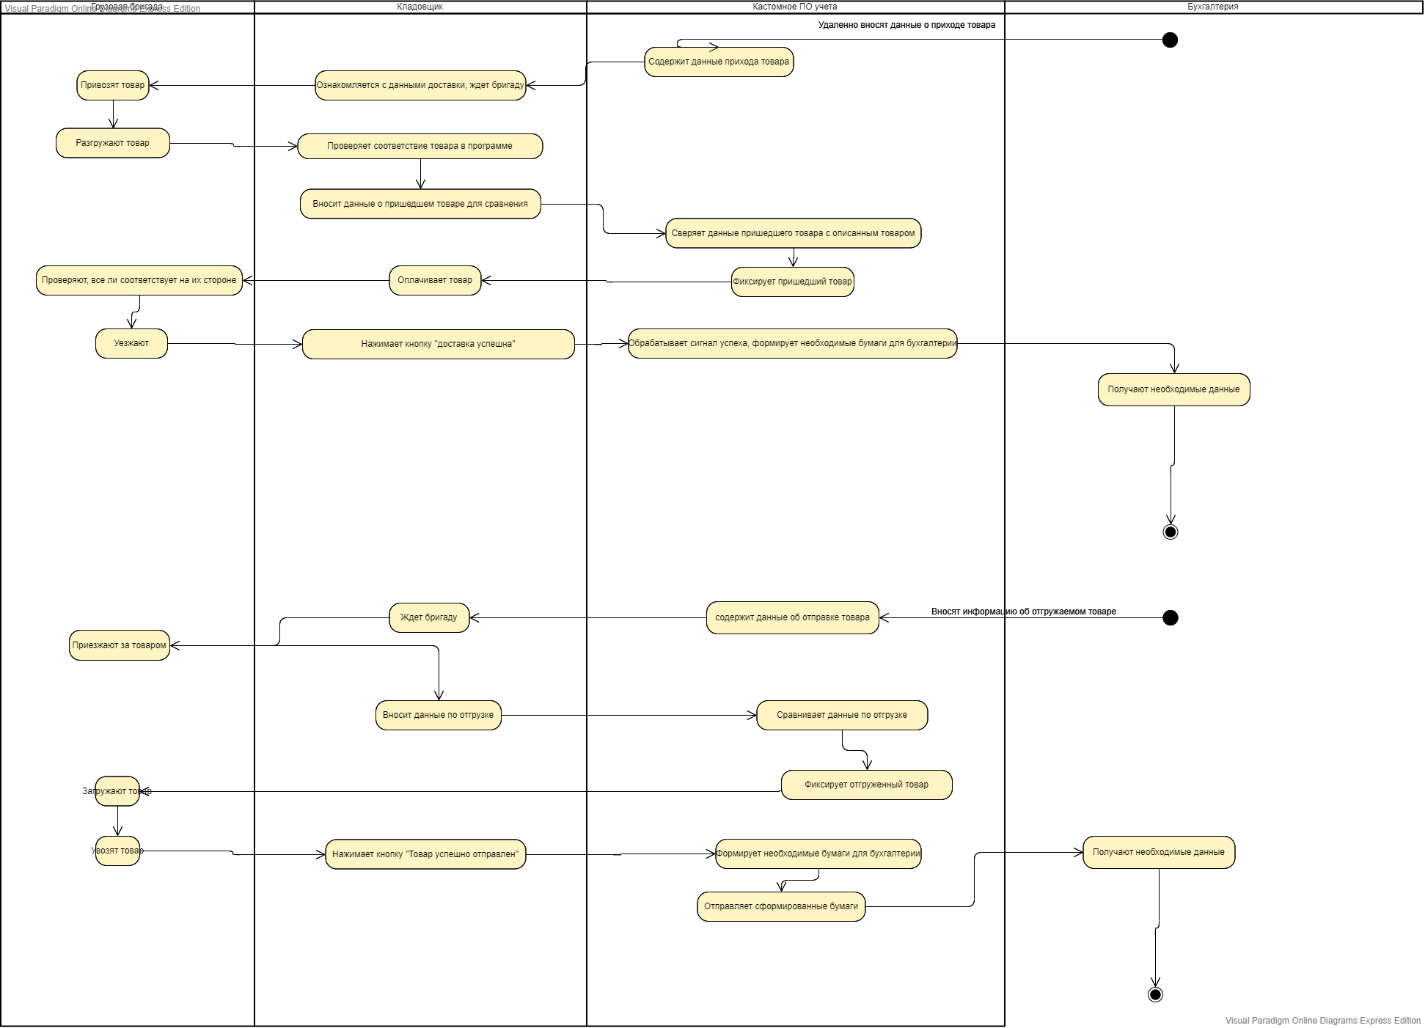 Visual Paradigm Online Diagrams Express Edition
Грузовая бригада
Кладовщик
Кастомное ПО учета
Бухгалтерия
Удаленно вносят данные о приходе товара
Содержит данные прихода товара
Привозят товар
Ознакомляется с данными доставки, ждет бригаду
Разгружают товар
Проверяет соответствие товара в программе
Вносит данные о пришедшем товаре для сравнения
Сверяет данные пришедшего товара с описанным товаром
Проверяют, все ли соответствует на их стороне
Оплачивает товар
Фиксирует пришедший товар
Уезжают
Нажимает кнопку "доставка успешна"
Обрабатывает сигнал успеха, формирует необходимые бумаги для бухгалтерии
Получают необходимые данные
Вносят информацию об отгружаемом товаре
Ждет бригаду
содержит данные об отправке товара
Приезжают за товаром
Вносит данные по отгрузке
Сравнивает данные по отгрузке
Загружают товар
Фиксирует отгруженный товар
Увозят товар
Нажимает кнопку "Товар успешно отправлен"
Формирует необходимые бумаги для бухгалтерии
Получают необходимые данные
Отправляет сформированные бумаги
Visual Paradigm Online Diagrams Express Edition